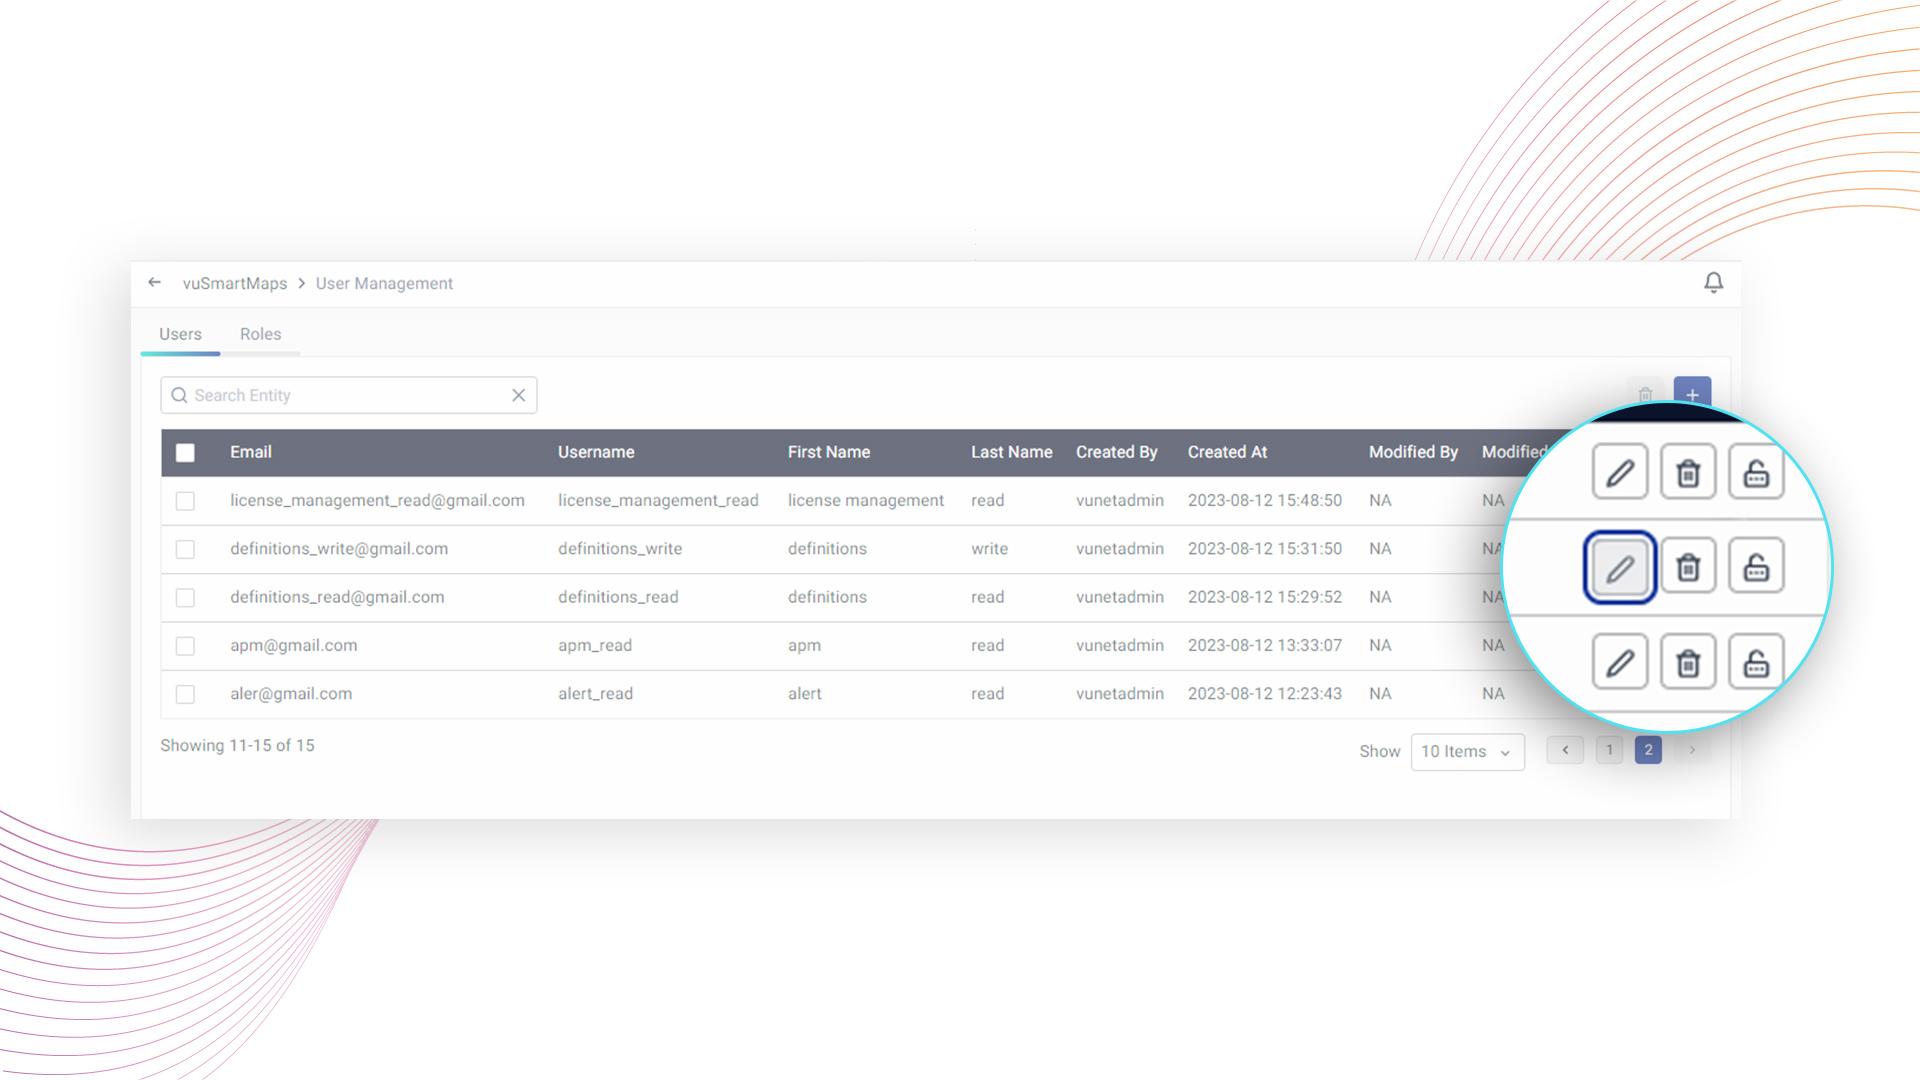 vuSmartMaps > User Management
Users Roles
Search Entity
Email Username First Name Last Name Created By Created At Modified By Modified
license_management_read@gmail.com license_management_read license management read vunetadmin 2023-08-12 15:48:50 NA NA
definitions_write@gmail.com definitions_write definitions write vunetadmin 2023-08-12 15:31:50 NA NA
definitions_read@gmail.com definitions_read definitions read vunetadmin 2023-08-12 15:29:52 NA NA
apm@gmail.com apm_read apm read vunetadmin 2023-08-12 13:33:07 NA NA
aler@gmail.com alert_read alert read vunetadmin 2023-08-12 12:23:43 NA NA
Showing 11-15 of 15 Show 10 Items 1 2